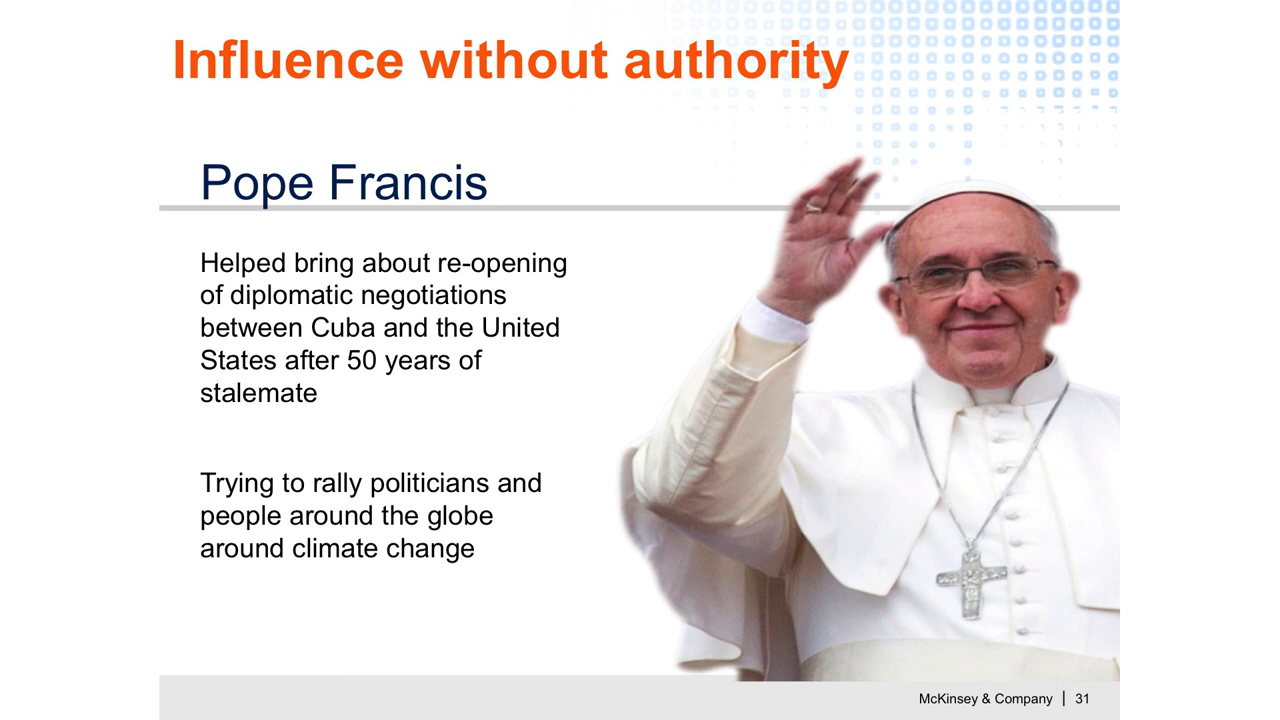 Influence without authority
Pope Francis
Helped bring about re-opening
of diplomatic negotiations
between Cuba and the United
States after 50 years of
stalemate
Trying to rally politicians and
people around the globe
around climate change
McKinsey & Company | 31